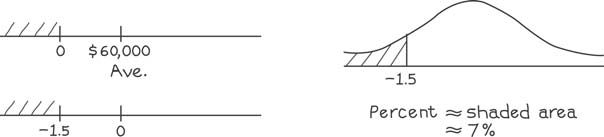 0 $60,000
Ave.
-1.5 0
-1.5
Percent ≈ shaded area
≈ 7%